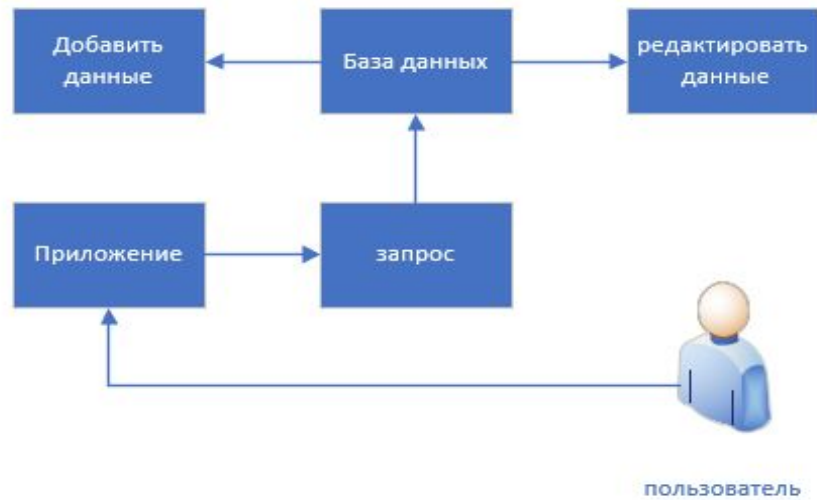 Добавить
данные
База данных
редактировать
данные
Приложение
запрос
пользователь